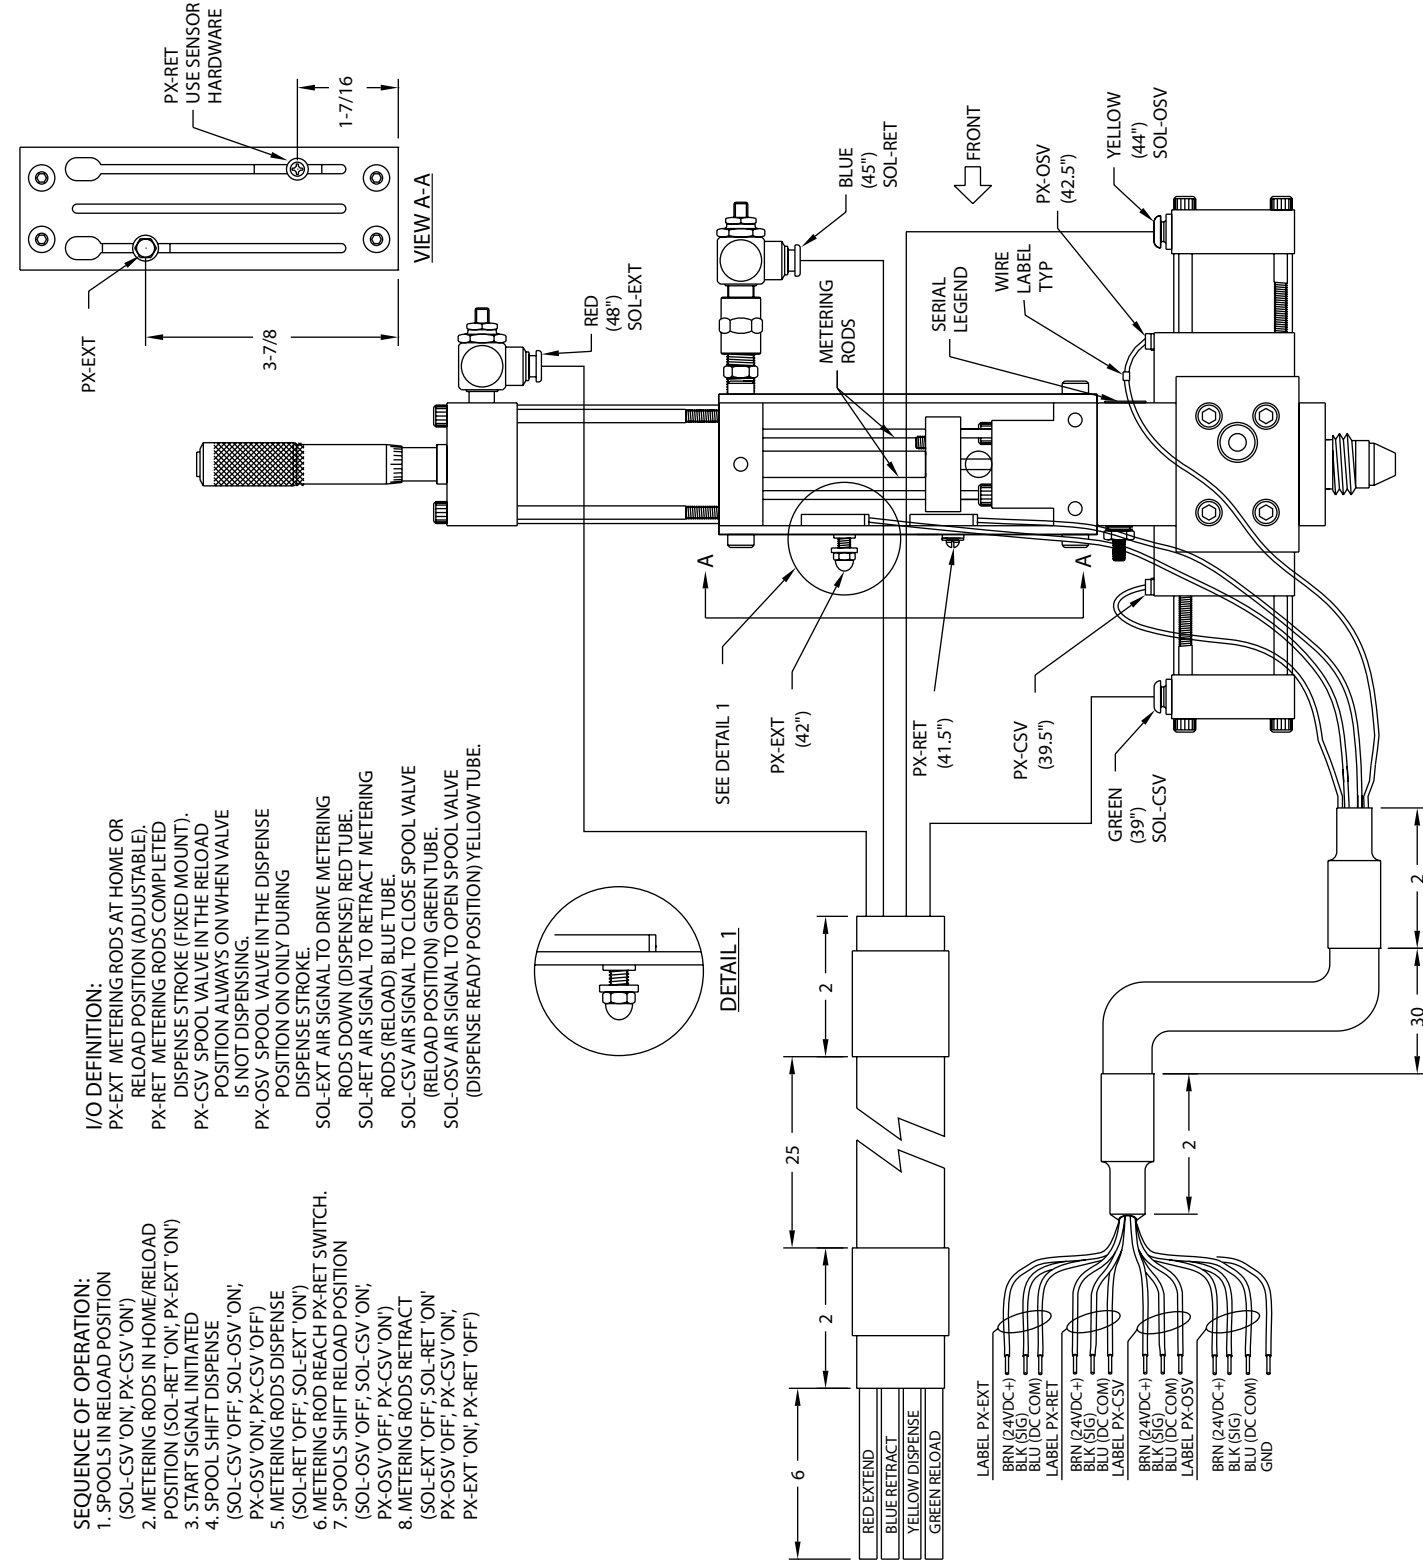 SEQUENCE OF OPERATION:
1. SPOOLS IN RELOAD POSITION
(SOL-CSV 'ON', PX-CSV 'ON')
2. METERING RODS IN HOME/RELOAD
POSITION (SOL-RET 'ON', PX-EXT 'ON')
3. START SIGNAL INITIATED
4. SPOOL SHIFT DISPENSE
(SOL-CSV 'OFF', SOL-OSV 'ON',
PX-OSV 'ON', PX-CSV 'OFF')
5. METERING RODS DISPENSE
(SOL-RET 'OFF', SOL-EXT 'ON')
6. METERING ROD REACH PX-RET SWITCH.
7. SPOOLS SHIFT RELOAD POSITION
(SOL-OSV 'OFF', SOL-CSV 'ON',
PX-OSV 'OFF', PX-CSV 'ON')
8. METERING RODS RETRACT
(SOL-EXT 'OFF', SOL-RET 'ON'
PX-OSV 'OFF', PX-CSV 'ON',
PX-EXT 'ON', PX-RET 'OFF')
I/O DEFINITION:
PX-EXT METERING RODS AT HOME OR
RELOAD POSITION (ADJUSTABLE).
PX-RET METERING RODS COMPLETED
DISPENSE STROKE (FIXED MOUNT).
PX-CSV SPOOL VALVE IN THE RELOAD
POSITION ALWAYS ON WHEN VALVE
IS NOT DISPENSING.
PX-OSV SPOOL VALVE IN THE DISPENSE
POSITION ON ONLY DURING
DISPENSE STROKE.
SOL-EXT AIR SIGNAL TO DRIVE METERING
RODS DOWN (DISPENSE) RED TUBE.
SOL-RET AIR SIGNAL TO RETRACT METERING
RODS (RELOAD) BLUE TUBE.
SOL-CSV AIR SIGNAL TO CLOSE SPOOL VALVE
(RELOAD POSITION) GREEN TUBE.
SOL-OSV AIR SIGNAL TO OPEN SPOOL VALVE
(DISPENSE READY POSITION) YELLOW TUBE.
PX-EXT
3-7/8
PX-RET
USE SENSOR
HARDWARE
1-7/16
VIEW A-A
RED
(48")
SOL-EXT
BLUE
(45")
SOL-RET
FRONT
METERING
RODS
SERIAL
LEGEND
WIRE
LABEL
TYP
PX-OSV
(42.5")
YELLOW
(44")
SOL-OSV
A
A
SEE DETAIL 1
PX-EXT
(42")
PX-RET
(41.5")
PX-CSV
(39.5")
GREEN
(39")
SOL-CSV
DETAIL 1
6
2
25
2
RED EXTEND
BLUE RETRACT
YELLOW DISPENSE
GREEN RELOAD
LABEL PX-EXT
BRN (24VDC+)
BLK (SIG)
BLU (DC COM)
LABEL PX-RET
BRN (24VDC+)
BLK (SIG)
BLU (DC COM)
LABEL PX-CSV
BRN (24VDC+)
BLK (SIG)
BLU (DC COM)
LABEL PX-OSV
BRN (24VDC+)
BLK (SIG)
BLU (DC COM)
GND
2
30
2